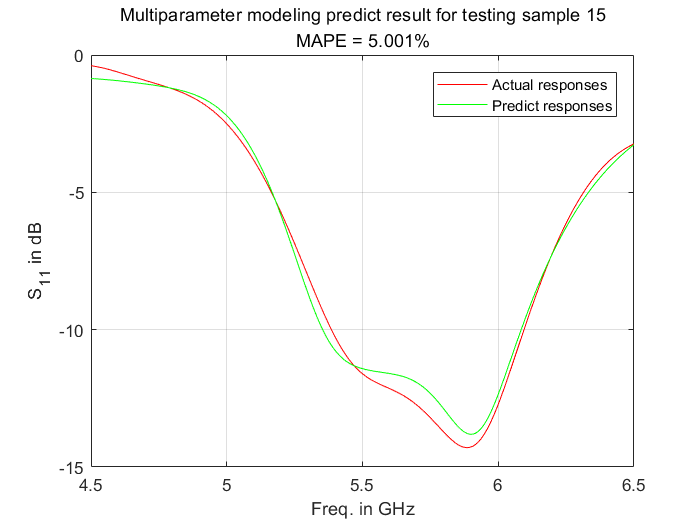 Multiparameter modeling predict result for testing sample 15
MAPE = 5.001%
0
Actual responses
Predict responses
-5
S11 in dB
-10
-15
4.5 5 5.5 6 6.5
Freq. in GHz